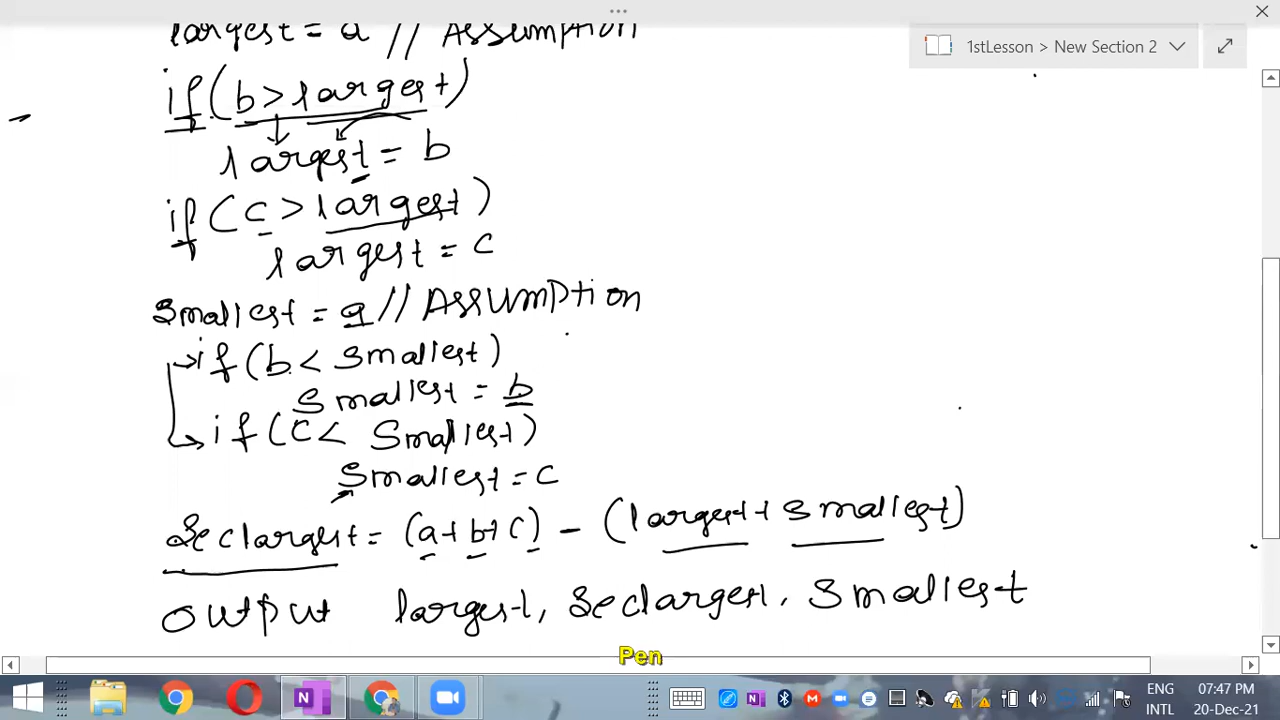 1stLesson > New Section 2
largest = a // Assumption
if (b > largest)
largest = b
if (c > largest)
largest = c
Smallest = a // ASSUMPtion
if (b < Smallest)
Smallest = b
if (c < Smallest)
Smallest = c
Seclargest = (a+b+c) - (largest + Smallest)
output largest, Seclargest, Smallest
Pen
ENG
INTL
07:47 PM
20-Dec-21